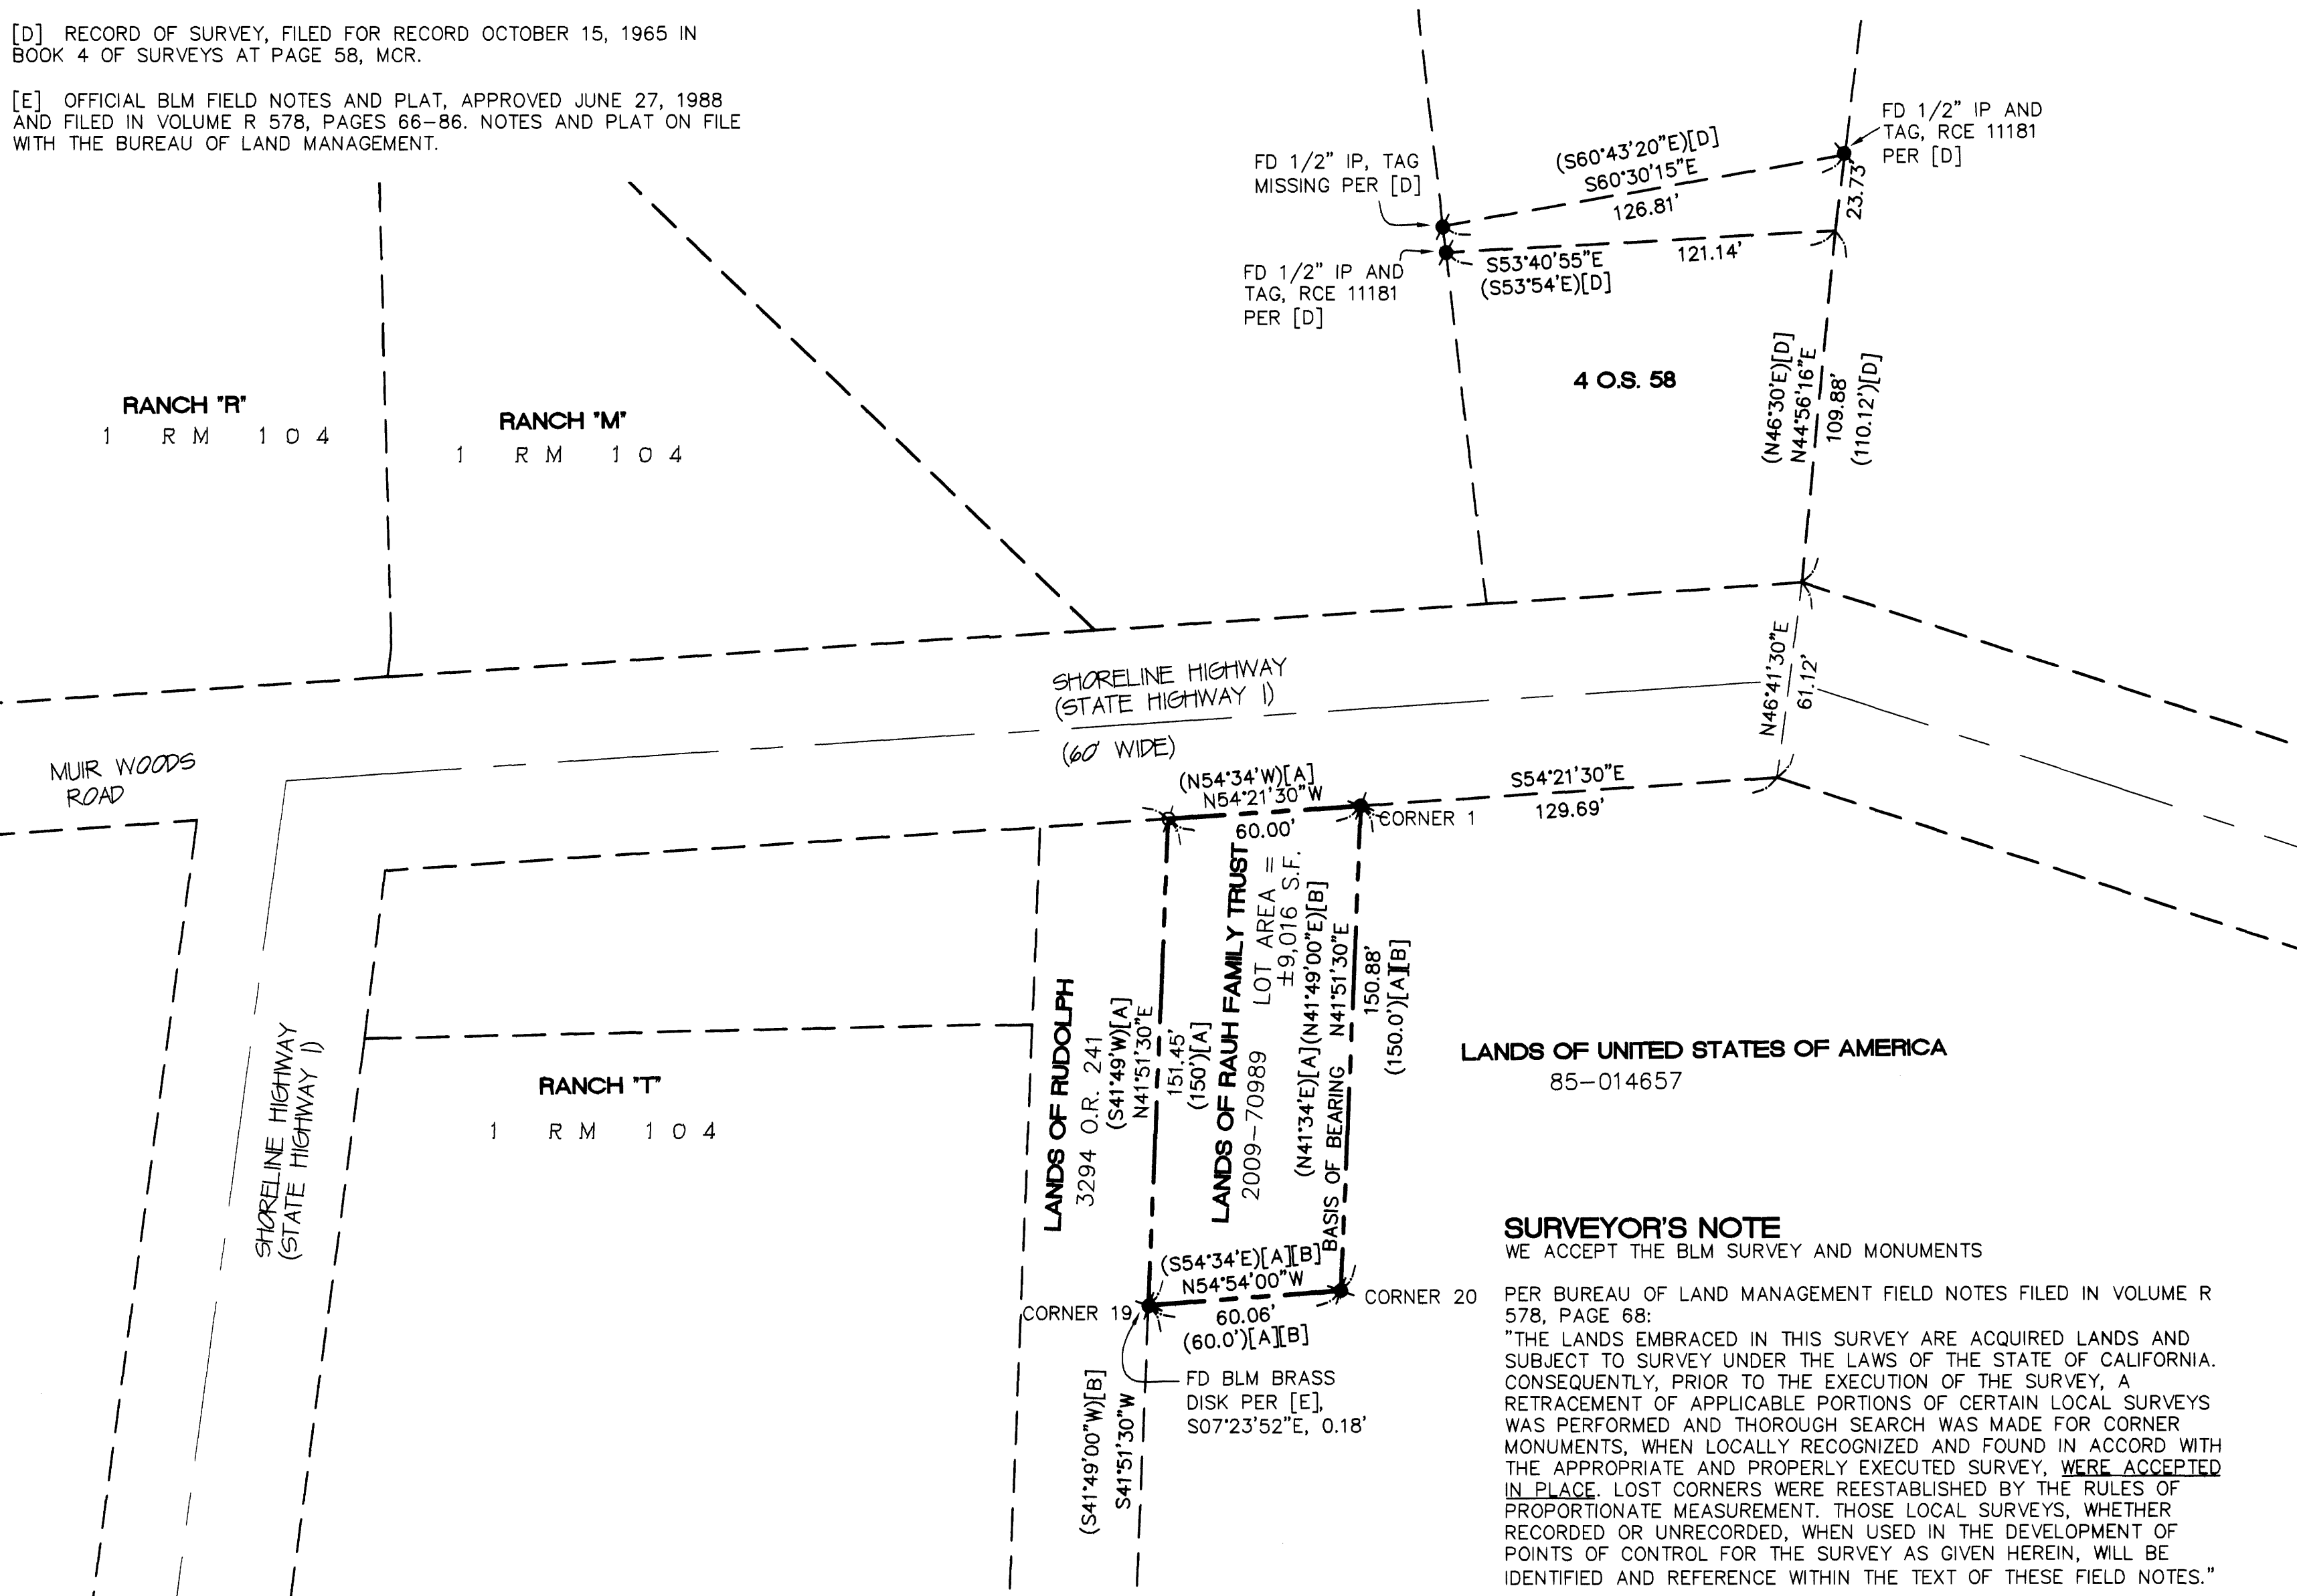 [D] RECORD OF SURVEY, FILED FOR RECORD OCTOBER 15, 1965 IN
BOOK 4 OF SURVEYS AT PAGE 58, MCR.
[E] OFFICIAL BLM FIELD NOTES AND PLAT, APPROVED JUNE 27, 1988
AND FILED IN VOLUME R 578, PAGES 66-86. NOTES AND PLAT ON FILE
WITH THE BUREAU OF LAND MANAGEMENT.
FD 1/2" IP AND
TAG, RCE 11181
PER [D]
FD 1/2" IP, TAG
MISSING PER [D]
(S60°43'20"E)[D]
S60°30'15"E
126.81'
23.73'
FD 1/2" IP AND
TAG, RCE 11181
PER [D]
S53°40'55"E
(S53°54'E)[D]
121.14'
4 O.S. 58
(N46°30'E)[D]
N44°56'16"E
109.88'
(110.12')[D]
RANCH "R"
1 RM 104
RANCH "M"
1 RM 104
SHORELINE HIGHWAY
(STATE HIGHWAY 1)
(60' WIDE)
N46°41'30"E
61.12'
MUIR WOODS
ROAD
(N54°34'W)[A]
N54°21'30"W
60.00'
CORNER 1
S54°21'30"E
129.69'
LANDS OF RUDOLPH
3294 O.R. 241
(S41°49'W)[A]
N41°51'30"E
151.45'
(150')[A]
LANDS OF RAUH FAMILY TRUST
2009-70989
LOT AREA =
±9,016 S.F.
(N41°34'E)[A](N41°49'00"E)[B]
BASIS OF BEARING N41°51'30"E
150.88'
(150.0')[A][B]
LANDS OF UNITED STATES OF AMERICA
85-014657
SHORELINE HIGHWAY
(STATE HIGHWAY 1)
RANCH "T"
1 RM 104
(S54°34'E)[A][B]
N54°54'00"W
60.06'
(60.0')[A][B]
CORNER 19
CORNER 20
FD BLM BRASS
DISK PER [E],
S07°23'52"E, 0.18'
(S41°49'00"W)[B]
S41°51'30"W
SURVEYOR'S NOTE
WE ACCEPT THE BLM SURVEY AND MONUMENTS
PER BUREAU OF LAND MANAGEMENT FIELD NOTES FILED IN VOLUME R
578, PAGE 68:
"THE LANDS EMBRACED IN THIS SURVEY ARE ACQUIRED LANDS AND
SUBJECT TO SURVEY UNDER THE LAWS OF THE STATE OF CALIFORNIA.
CONSEQUENTLY, PRIOR TO THE EXECUTION OF THE SURVEY, A
RETRACEMENT OF APPLICABLE PORTIONS OF CERTAIN LOCAL SURVEYS
WAS PERFORMED AND THOROUGH SEARCH WAS MADE FOR CORNER
MONUMENTS, WHEN LOCALLY RECOGNIZED AND FOUND IN ACCORD WITH
THE APPROPRIATE AND PROPERLY EXECUTED SURVEY, WERE ACCEPTED
IN PLACE. LOST CORNERS WERE REESTABLISHED BY THE RULES OF
PROPORTIONATE MEASUREMENT. THOSE LOCAL SURVEYS, WHETHER
RECORDED OR UNRECORDED, WHEN USED IN THE DEVELOPMENT OF
POINTS OF CONTROL FOR THE SURVEY AS GIVEN HEREIN, WILL BE
IDENTIFIED AND REFERENCE WITHIN THE TEXT OF THESE FIELD NOTES."